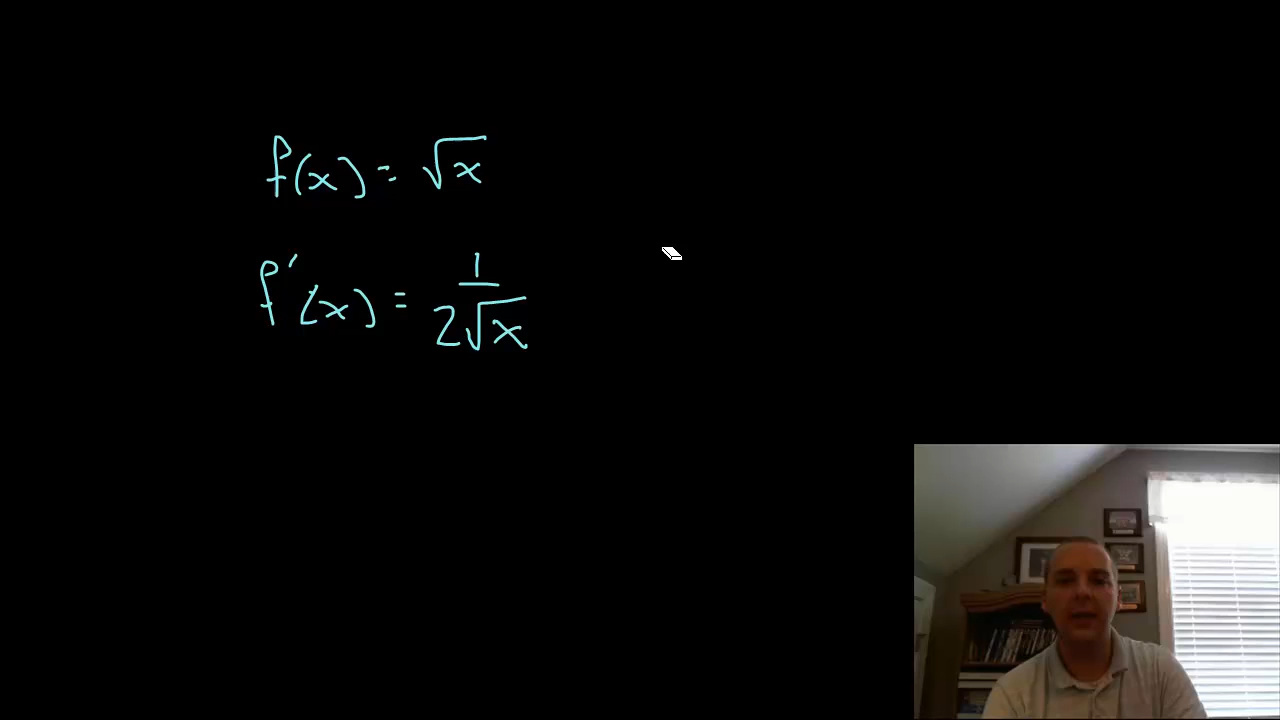 f(x) = √x
f'(x) = 1/(2√x)